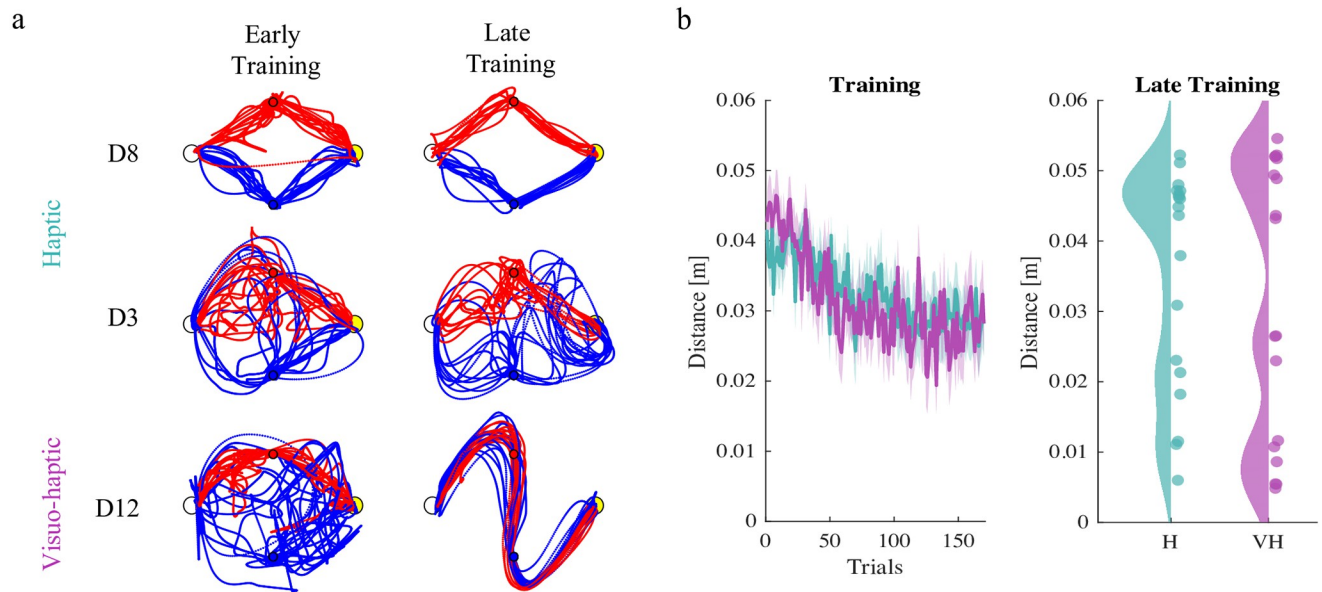 a
Early
Training
Late
Training
Haptic
D8
D3
Visuo-haptic
D12
b
Training
Distance [m]
0.06
0.05
0.04
0.03
0.02
0.01
0
0
50
100
150
Trials
Late Training
Distance [m]
0.06
0.05
0.04
0.03
0.02
0.01
0
H
VH